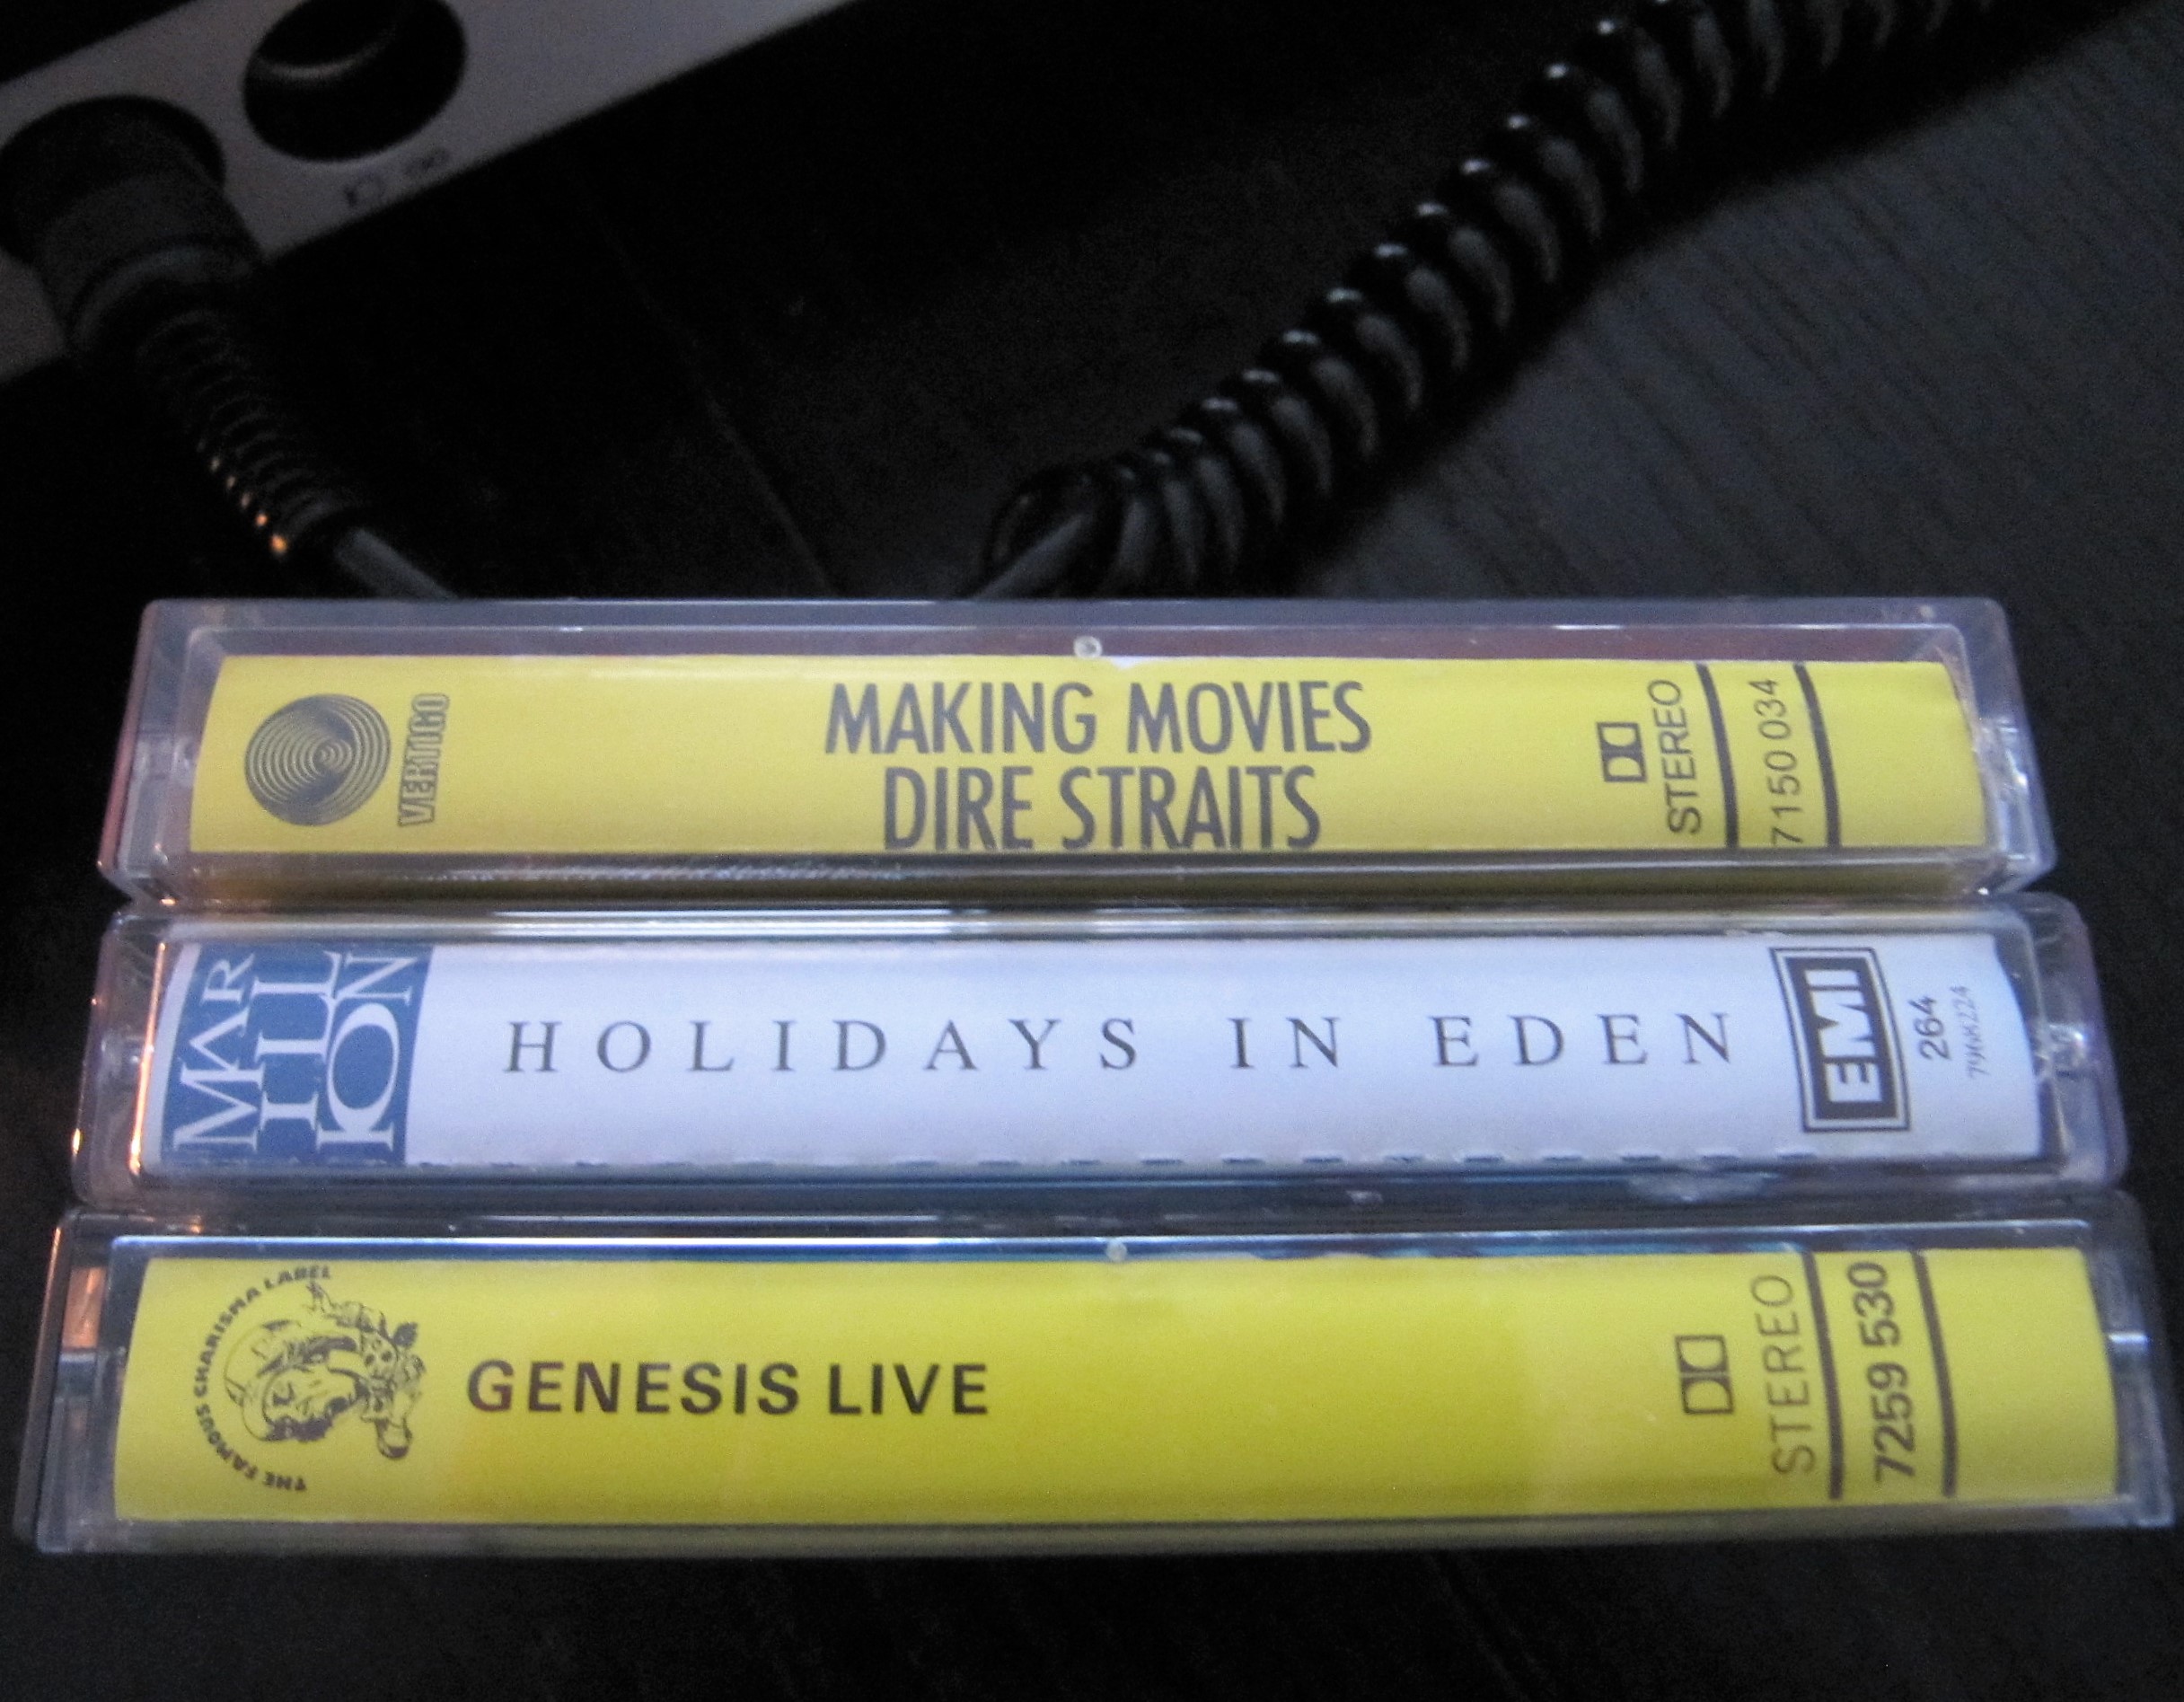 VERTIGO
MAKING MOVIES
DIRE STRAITS
STEREO
7150 034
MAR
ILL
ION
HOLIDAYS IN EDEN
EMI
264
7968224
THE FAMOUS CHARISMA LABEL
GENESIS LIVE
STEREO
7259 530